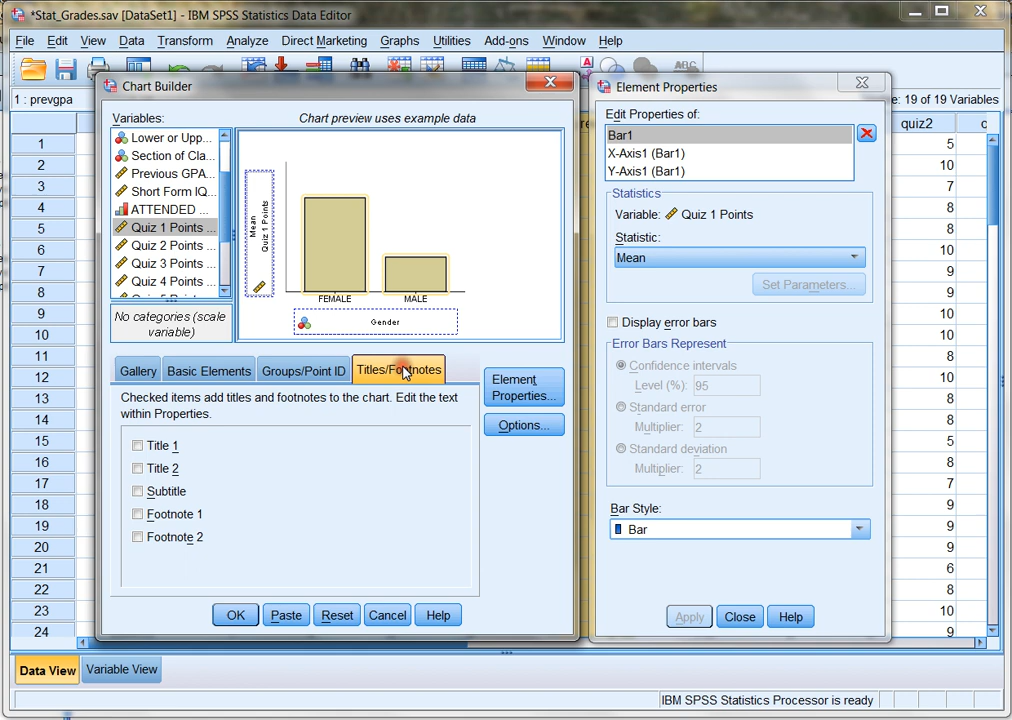 *Stat_Grades.sav [DataSet1] - IBM SPSS Statistics Data Editor
File Edit View Data Transform Analyze Direct Marketing Graphs Utilities Add-ons Window Help
1 : prevgpa
e: 19 of 19 Variables
quiz2
1 5
2 10
3 7
4 8
5 8
6 10
7 9
8 9
9 10
10 10
11 8
12 10
13 8
14 8
15 5
16 8
17 7
18 9
19 9
20 9
21 6
22 8
23 10
24 9
Chart Builder
Variables:
Chart preview uses example data
Lower or Upp...
Section of Cla...
Previous GPA...
Short Form IQ...
ATTENDED ...
Quiz 1 Points ...
Quiz 2 Points ...
Quiz 3 Points ...
Quiz 4 Points ...
No categories (scale
variable)
Mean
Quiz 1 Points
FEMALE MALE
Gender
Gallery Basic Elements Groups/Point ID Titles/Footnotes
Checked items add titles and footnotes to the chart. Edit the text
within Properties.
Title 1
Title 2
Subtitle
Footnote 1
Footnote 2
Element
Properties...
Options...
OK Paste Reset Cancel Help
Element Properties
Edit Properties of:
Bar1
X-Axis1 (Bar1)
Y-Axis1 (Bar1)
Statistics
Variable: Quiz 1 Points
Statistic:
Mean
Set Parameters...
Display error bars
Error Bars Represent
Confidence intervals
Level (%): 95
Standard error
Multiplier: 2
Standard deviation
Multiplier: 2
Bar Style:
Bar
Apply Close Help
Data View Variable View
IBM SPSS Statistics Processor is ready